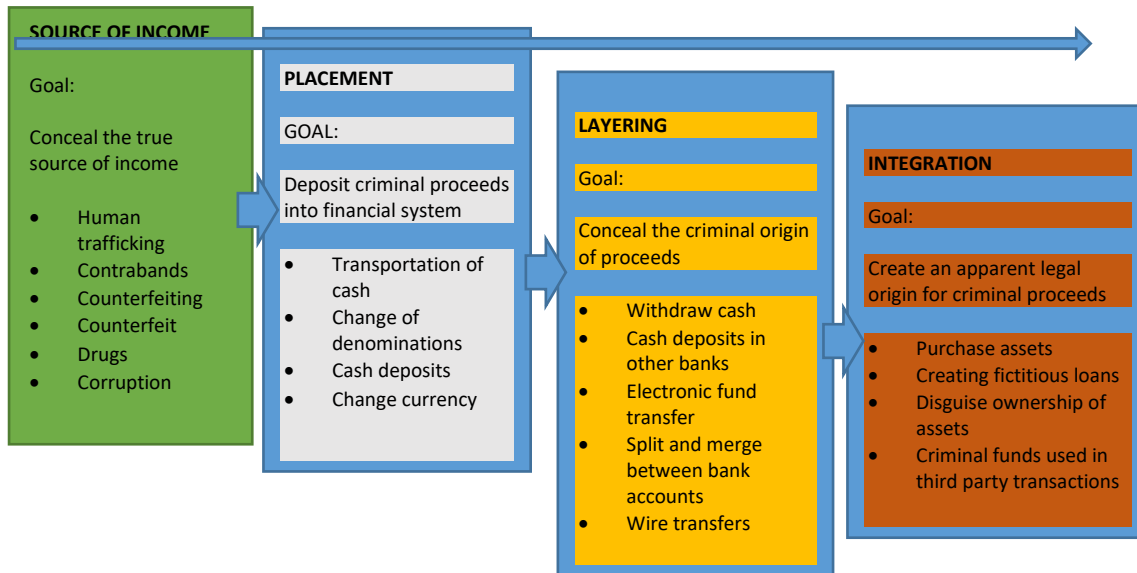 SOURCE OF INCOME
Goal:
Conceal the true
source of income
• Human
trafficking
• Contrabands
• Counterfeiting
• Counterfeit
• Drugs
• Corruption
PLACEMENT
GOAL:
Deposit criminal proceeds
into financial system
• Transportation of
cash
• Change of
denominations
• Cash deposits
• Change currency
LAYERING
Goal:
Conceal the criminal origin
of proceeds
• Withdraw cash
• Cash deposits in
other banks
• Electronic fund
transfer
• Split and merge
between bank
accounts
• Wire transfers
INTEGRATION
Goal:
Create an apparent legal
origin for criminal proceeds
• Purchase assets
• Creating fictitious loans
• Disguise ownership of
assets
• Criminal funds used in
third party transactions